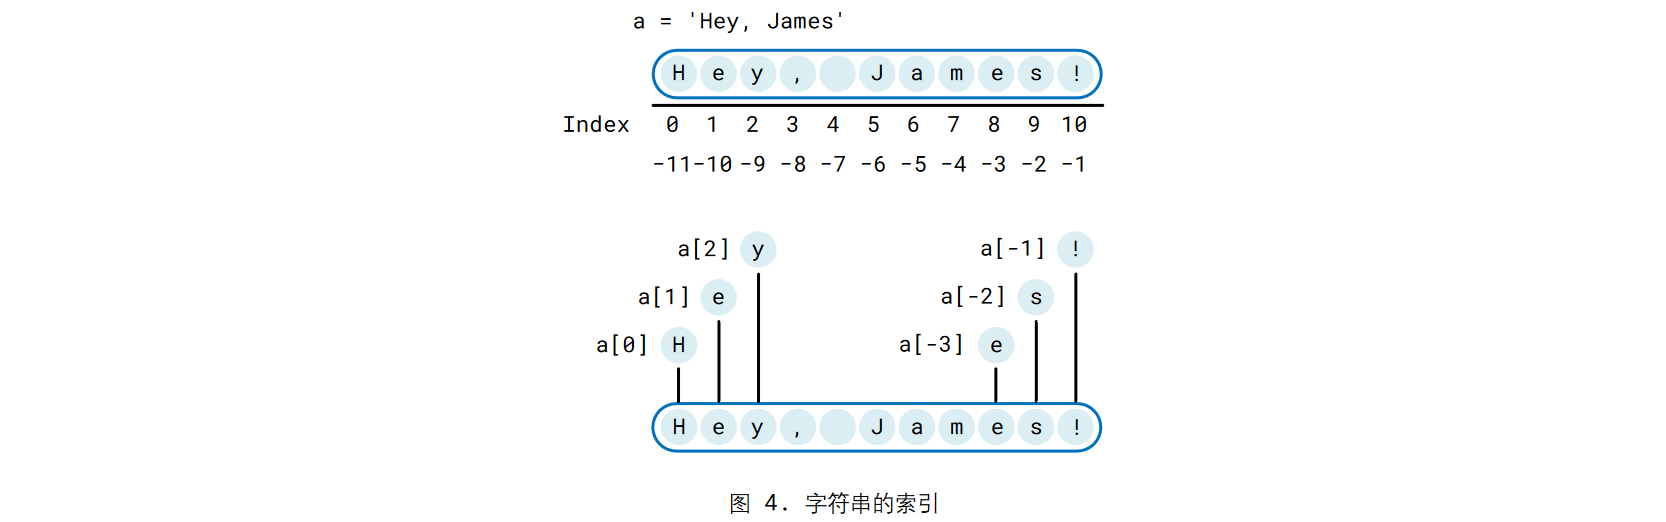 a = 'Hey, James'
H e y , J a m e s !
Index 0 1 2 3 4 5 6 7 8 9 10
-11 -10 -9 -8 -7 -6 -5 -4 -3 -2 -1
a[2] y a[-1] !
a[1] e a[-2] s
a[0] H a[-3] e
H e y , J a m e s !
图 4. 字符串的索引